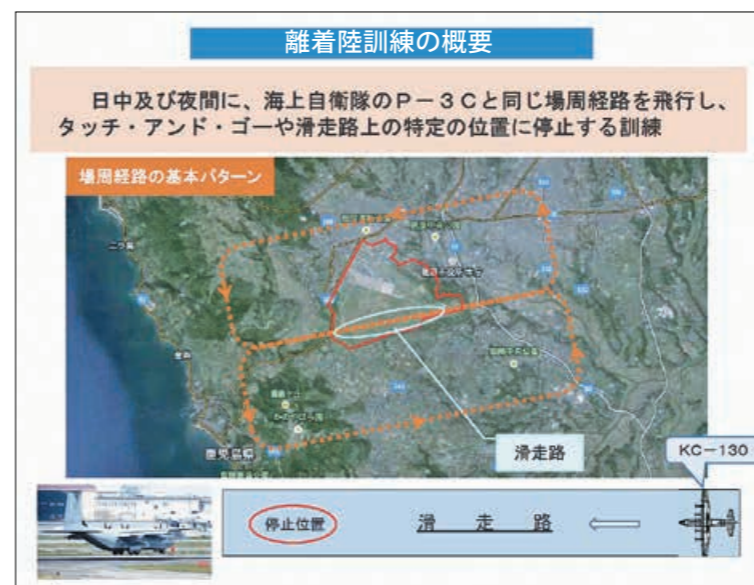 離着陸訓練の概要
日中及び夜間に、海上自衛隊のP-3Cと同じ場周経路を飛行し、
タッチ・アンド・ゴーや滑走路上の特定の位置に停止する訓練
場周経路の基本パターン
滑走路
鹿児島県
KC-130
停止位置
滑走路